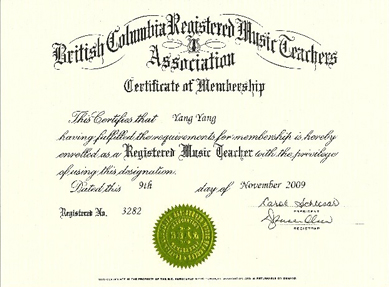 British Columbia Registered Music Teachers
Association
Certificate of Membership
This Certifies that Yang Yang
having fulfilled the requirements for membership is hereby
enrolled as a Registered Music Teacher with the privilege
of using this designation.
Dated this 9th day of November 2009
Registered No. 3282
PRESIDENT
REGISTRAR